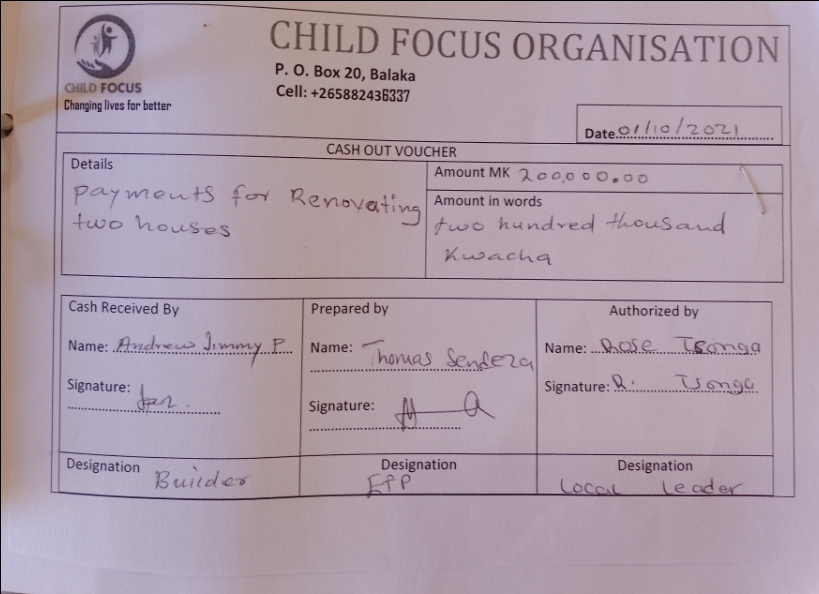 CHILD FOCUS
Changing lives for better
CHILD FOCUS ORGANISATION
P. O. Box 20, Balaka
Cell: +265882436337
Date 01/10/2021
CASH OUT VOUCHER
Details
payments for Renovating
two houses
Amount MK 200,000.00
Amount in words
two hundred thousand
Kwacha
Cash Received By
Name: Andrew Jimmy P.
Signature:
Designation
Builder
Prepared by
Name: Thomas Sendeza
Signature:
Designation
Authorized by
Name: Rose Tsonga
Signature: R. Tsonga
Designation
Local leader